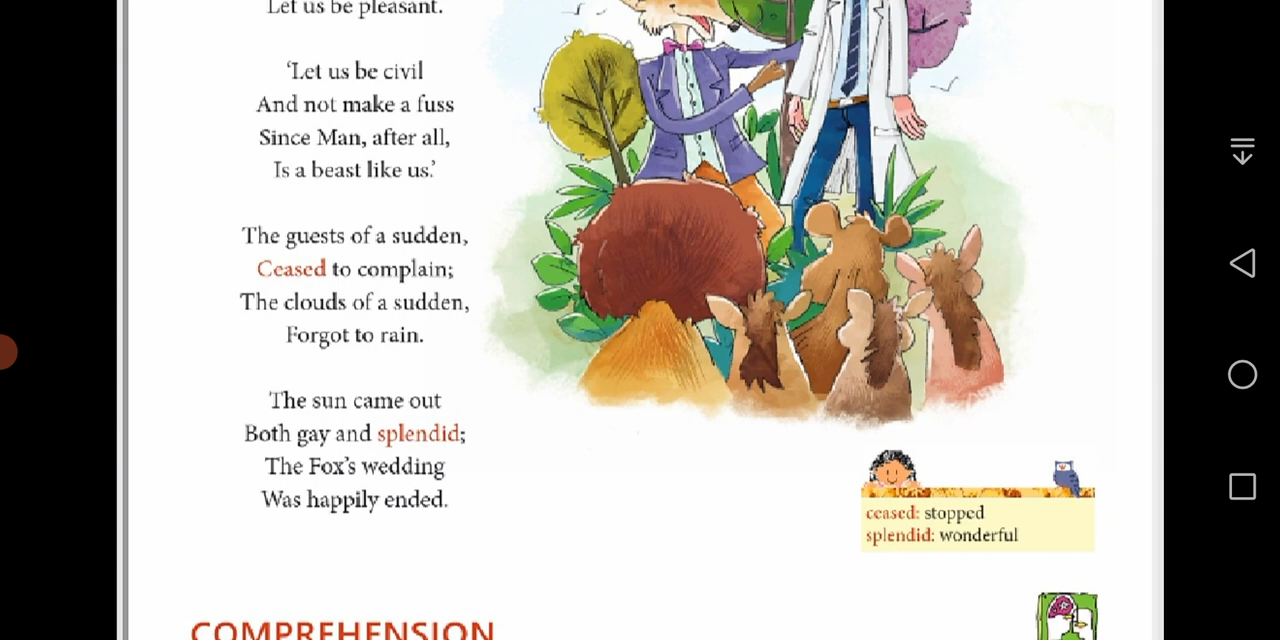 Let us be pleasant.
‘Let us be civil
And not make a fuss
Since Man, after all,
Is a beast like us.’
The guests of a sudden,
Ceased to complain;
The clouds of a sudden,
Forgot to rain.
The sun came out
Both gay and splendid;
The Fox’s wedding
Was happily ended.
ceased: stopped
splendid: wonderful
COMPREHENSION